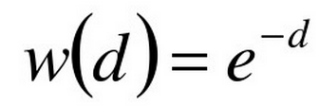 w(d) = e^{-d}